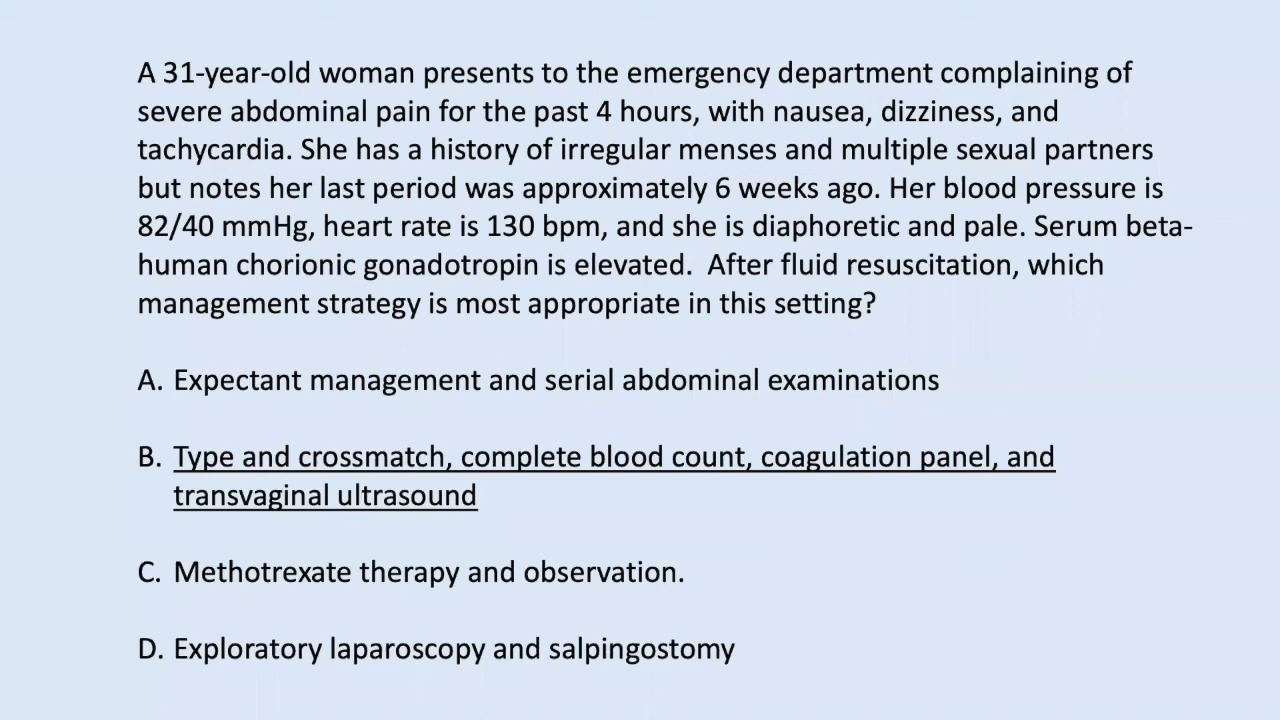 A 31-year-old woman presents to the emergency department complaining of
severe abdominal pain for the past 4 hours, with nausea, dizziness, and
tachycardia. She has a history of irregular menses and multiple sexual partners
but notes her last period was approximately 6 weeks ago. Her blood pressure is
82/40 mmHg, heart rate is 130 bpm, and she is diaphoretic and pale. Serum beta-
human chorionic gonadotropin is elevated.  After fluid resuscitation, which
management strategy is most appropriate in this setting?
A. Expectant management and serial abdominal examinations
B. Type and crossmatch, complete blood count, coagulation panel, and
transvaginal ultrasound
C. Methotrexate therapy and observation.
D. Exploratory laparoscopy and salpingostomy